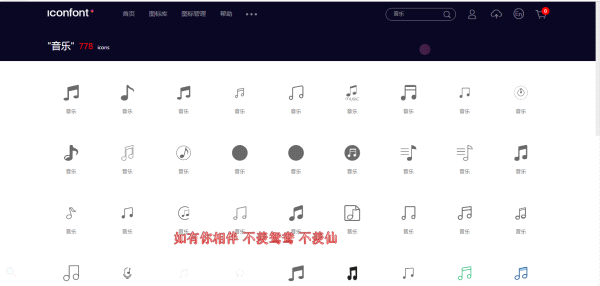 iconfont+
首页 图标库 图标管理 帮助
音乐
En
0
"音乐" 778 icons
音乐 音乐 音乐 音乐 音乐 音乐 音乐 音乐 音乐
MUSIC
音乐 音乐 音乐 音乐 音乐 音乐 音乐 音乐 音乐
音乐 音乐 音乐 音乐 音乐 音乐 音乐 音乐 音乐
如有你相伴 不羡鸳鸯 不羡仙